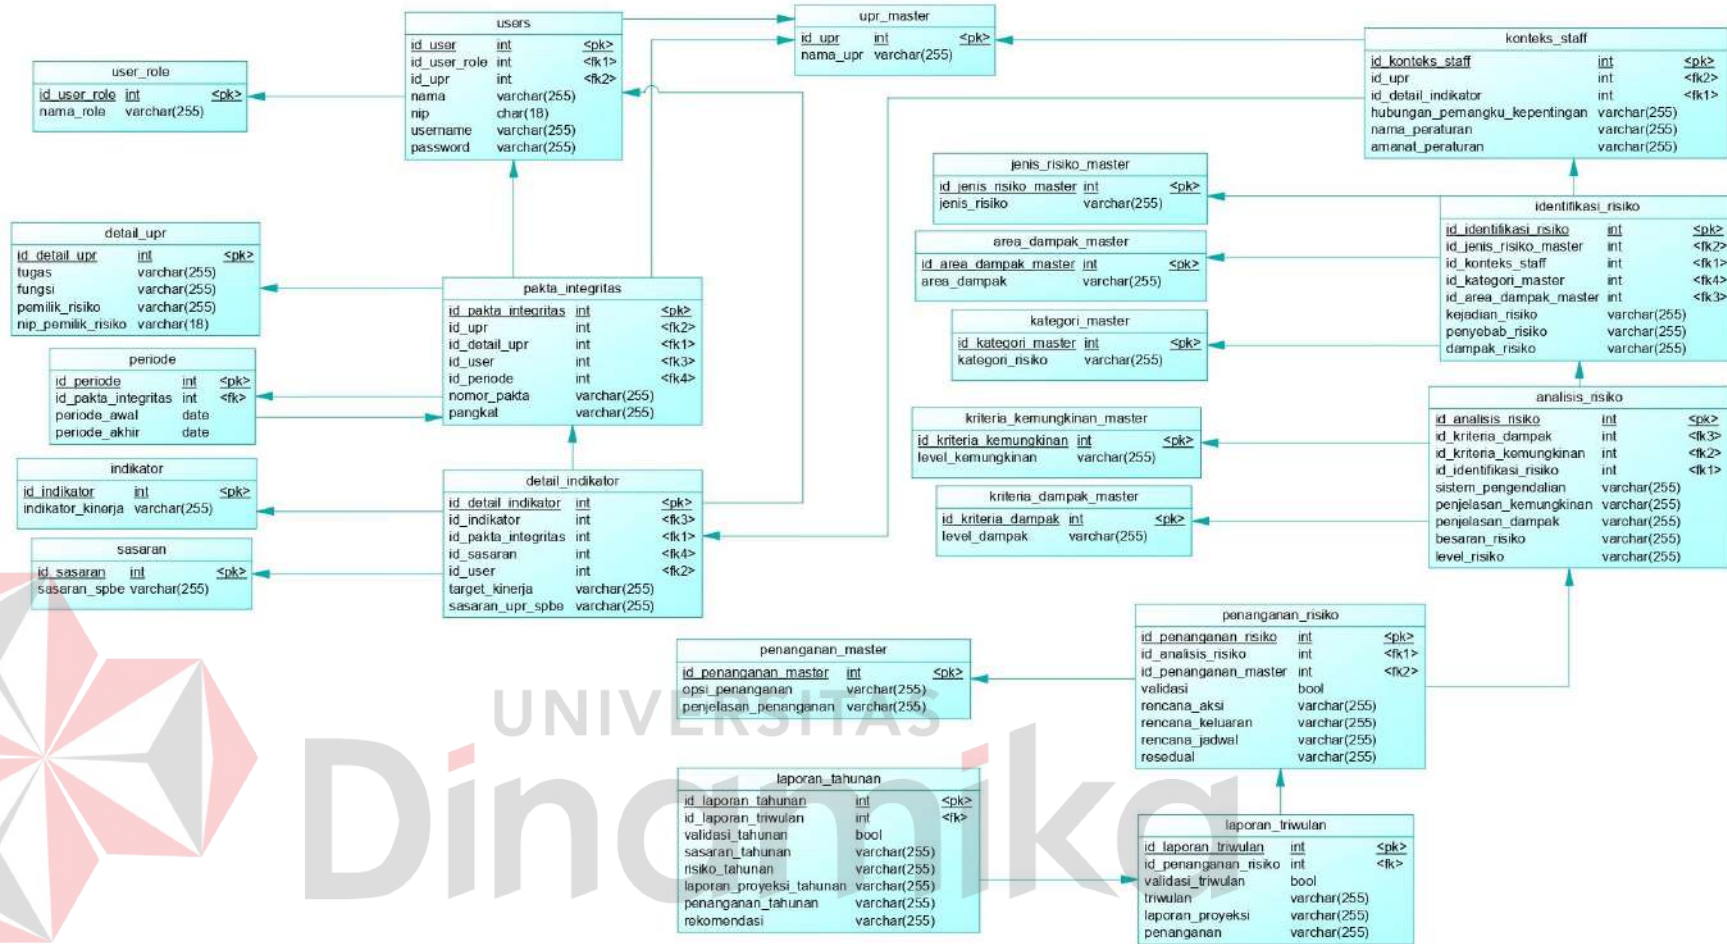 users
id_user int <pk>
id_user_role int <fk1>
id_upr int <fk2>
nama varchar(255)
nip char(18)
username varchar(255)
password varchar(255)
upr_master
id_upr int <pk>
nama_upr varchar(255)
konteks_staff
id_konteks_staff int <pk>
id_upr int <fk2>
id_detail_indikator int <fk1>
hubungan_pemangku_kepentingan varchar(255)
nama_peraturan varchar(255)
amanat_peraturan varchar(255)
user_role
id_user_role int <pk>
nama_role varchar(255)
jenis_risiko_master
id_jenis_risiko_master int <pk>
jenis_risiko varchar(255)
identifikasi_risiko
id_identifikasi_risiko int <pk>
id_jenis_risiko_master int <fk2>
id_konteks_staff int <fk1>
id_kategori_master int <fk4>
id_area_dampak_master int <fk3>
kejadian_risiko varchar(255)
penyebab_risiko varchar(255)
dampak_risiko varchar(255)
detail_upr
id_detail_upr int <pk>
tugas varchar(255)
fungsi varchar(255)
pemilik_risiko varchar(255)
nip_pemilik_risiko varchar(18)
area_dampak_master
id_area_dampak_master int <pk>
area_dampak varchar(255)
pakta_integritas
id_pakta_integritas int <pk>
id_upr int <fk2>
id_detail_upr int <fk1>
id_user int <fk3>
id_periode int <fk4>
nomor_pakta varchar(255)
pangkat varchar(255)
kategori_master
id_kategori_master int <pk>
kategori_risiko varchar(255)
periode
id_periode int <pk>
id_pakta_integritas int <fk>
periode_awal date
periode_akhir date
analisis_risiko
id_analisis_risiko int <pk>
id_kriteria_dampak int <fk3>
id_kriteria_kemungkinan int <fk2>
id_identifikasi_risiko int <fk1>
sistem_pengendalian varchar(255)
penjelasan_kemungkinan varchar(255)
penjelasan_dampak varchar(255)
besaran_risiko varchar(255)
level_risiko varchar(255)
kriteria_kemungkinan_master
id_kriteria_kemungkinan int <pk>
level_kemungkinan varchar(255)
indikator
id_indikator int <pk>
indikator_kinerja varchar(255)
detail_indikator
id_detail_indikator int <pk>
id_indikator int <fk3>
id_pakta_integritas int <fk1>
id_sasaran int <fk4>
id_user int <fk2>
target_kinerja varchar(255)
sasaran_upr_spbe varchar(255)
kriteria_dampak_master
id_kriteria_dampak int <pk>
level_dampak varchar(255)
sasaran
id_sasaran int <pk>
sasaran_spbe varchar(255)
penanganan_risiko
id_penanganan_risiko int <pk>
id_analisis_risiko int <fk1>
id_penanganan_master int <fk2>
validasi bool
rencana_aksi varchar(255)
rencana_keluaran varchar(255)
rencana_jadwal varchar(255)
resedual varchar(255)
penanganan_master
id_penanganan_master int <pk>
opsi_penanganan varchar(255)
penjelasan_penanganan varchar(255)
UNIVERSITAS
Dinamika
laporan_tahunan
id_laporan_tahunan int <pk>
id_laporan_triwulan int <fk>
validasi_tahunan bool
sasaran_tahunan varchar(255)
risiko_tahunan varchar(255)
laporan_proyeksi_tahunan varchar(255)
penanganan_tahunan varchar(255)
rekomendasi varchar(255)
laporan_triwulan
id_laporan_triwulan int <pk>
id_penanganan_risiko int <fk>
validasi_triwulan bool
triwulan varchar(255)
laporan_proyeksi varchar(255)
penanganan varchar(255)